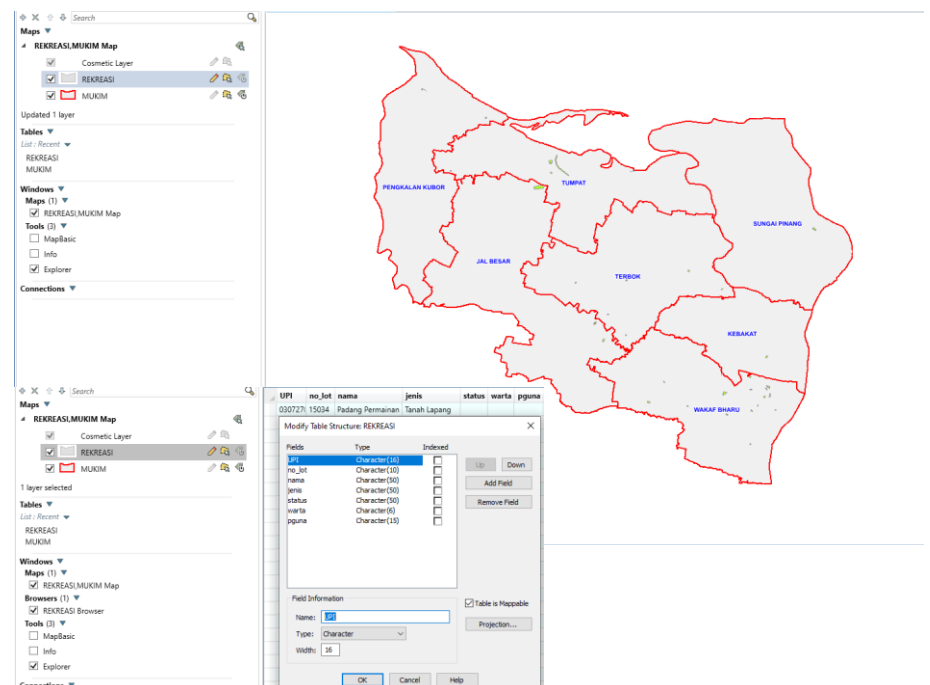 Search
Maps
REKREASI,MUKIM Map
Cosmetic Layer
REKREASI
MUKIM
Updated 1 layer
Tables
List : Recent
REKREASI
MUKIM
Windows
Maps (1)
REKREASI,MUKIM Map
Tools (3)
MapBasic
Info
Explorer
Connections
PENGKALAN KUBOR
TUMPAT
SUNGAI PINANG
JAL BESAR
TERBOK
KEBAKAT
WAKAF BHARU
Search
Maps
REKREASI,MUKIM Map
Cosmetic Layer
REKREASI
MUKIM
1 layer selected
Tables
List : Recent
REKREASI
MUKIM
Windows
Maps (1)
REKREASI,MUKIM Map
Browsers (1)
REKREASI Browser
Tools (3)
MapBasic
Info
Explorer
UPI no_lot nama jenis status warta pguna
15034 Padang Permainan Tanah Lapang
Modify Table Structure: REKREASI
Fields Type Indexed
UPI Character(16)
no_lot Character(10)
nama Character(50)
jenis Character(50)
status Character(50)
warta Character(6)
pguna Character(15)
Up Down
Add Field
Remove Field
Field Information
Table is Mappable
Name: UPI
Projection...
Type: Character
Width: 16
OK Cancel Help